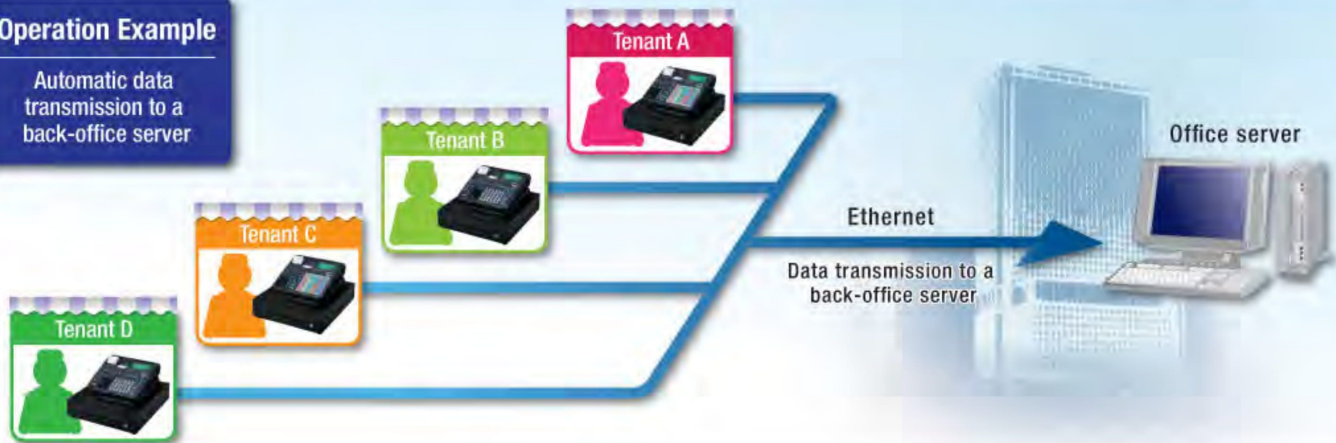 Operation Example
Automatic data
transmission to a
back-office server
Tenant A
Tenant B
Tenant C
Tenant D
Ethernet
Data transmission to a
back-office server
Office server